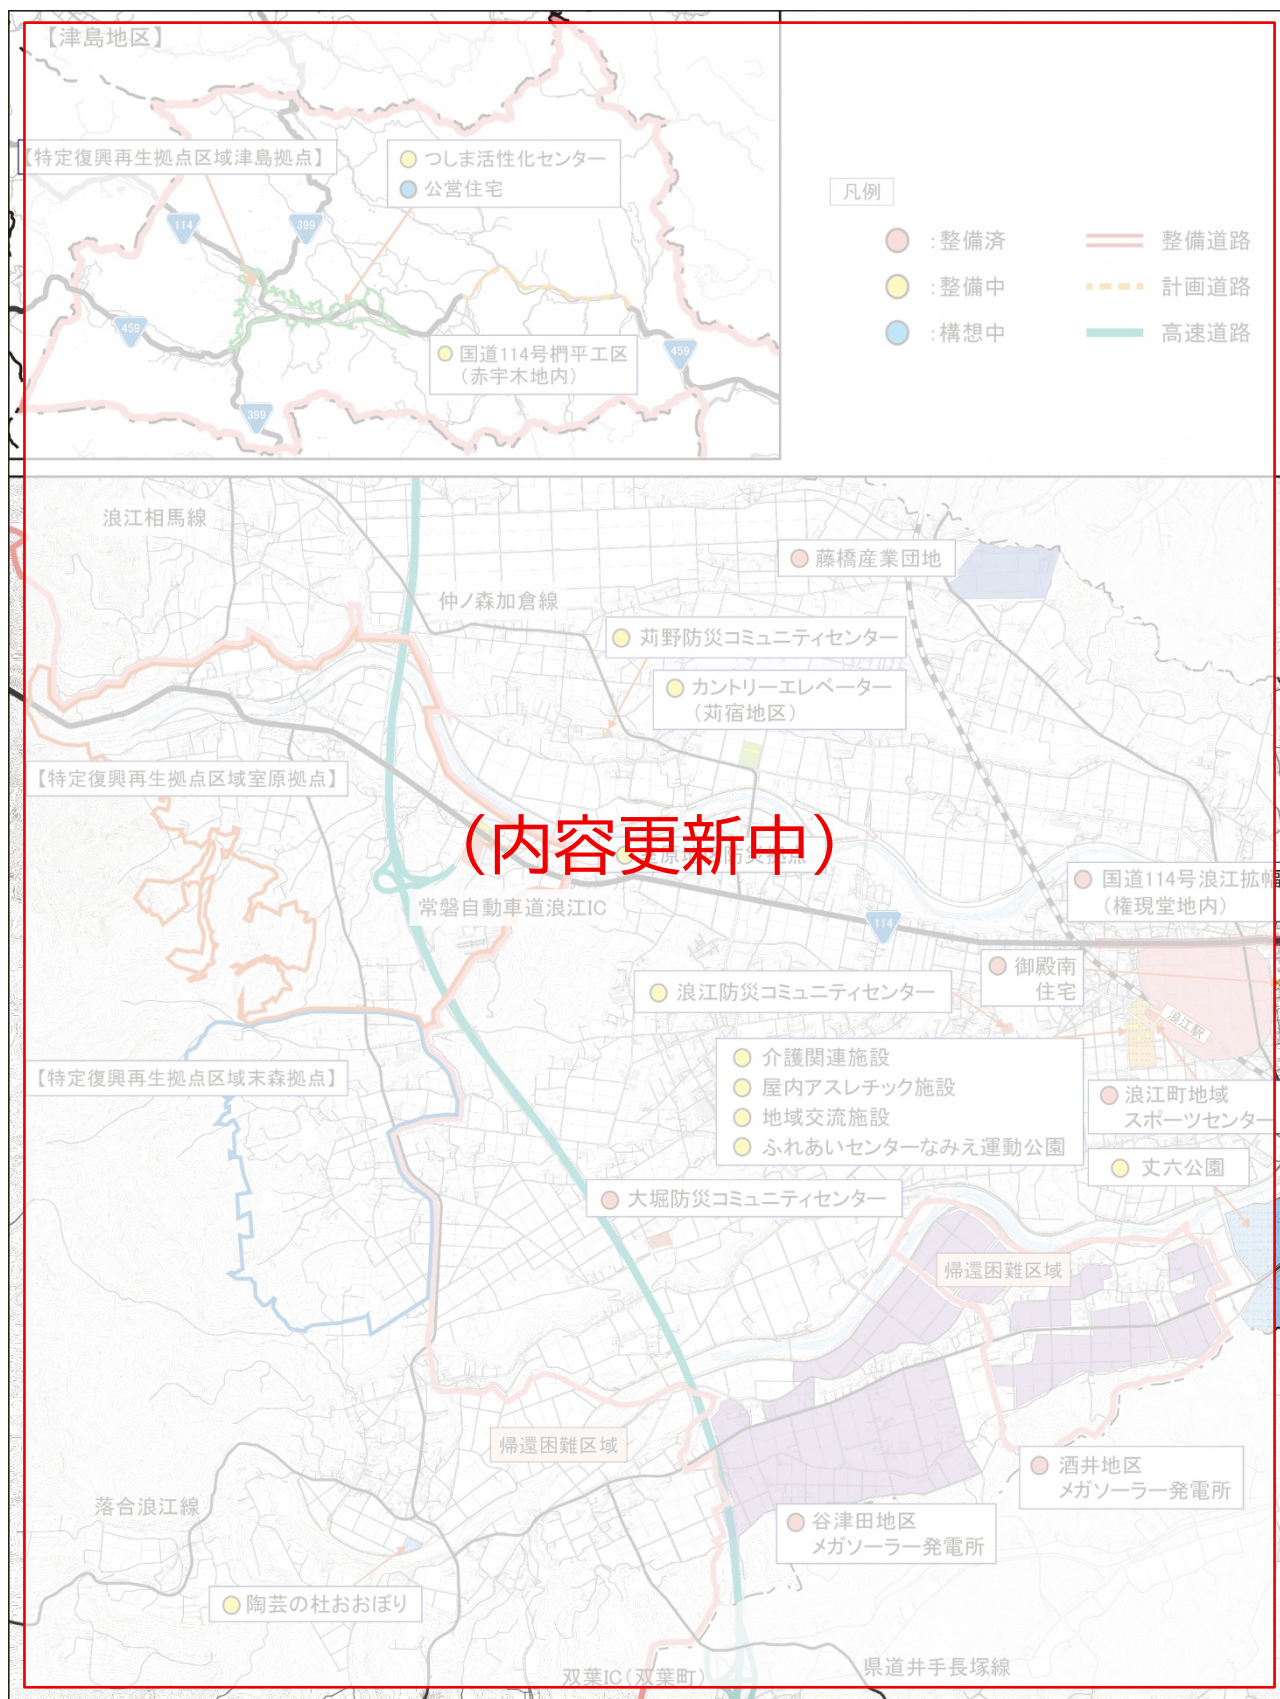 【津島地区】
【特定復興再生拠点区域津島拠点】
つしま活性化センター
公営住宅
114
399
459
国道114号椚平工区
（赤宇木地内）
459
399
凡例
：整備済
整備道路
：整備中
計画道路
：構想中
高速道路
浪江相馬線
藤橋産業団地
仲ノ森加倉線
苅野防災コミュニティセンター
カントリーエレベーター
（苅宿地区）
【特定復興再生拠点区域室原拠点】
（内容更新中）
室原地区防災拠点
国道114号浪江拡幅
（権現堂地内）
常磐自動車道浪江IC
114
御殿南
住宅
浪江防災コミュニティセンター
浪江駅
介護関連施設
屋内アスレチック施設
地域交流施設
ふれあいセンターなみえ運動公園
【特定復興再生拠点区域末森拠点】
浪江町地域
スポーツセンター
丈六公園
大堀防災コミュニティセンター
帰還困難区域
帰還困難区域
酒井地区
メガソーラー発電所
落合浪江線
谷津田地区
メガソーラー発電所
陶芸の杜おおぼり
双葉IC（双葉町）
県道井手長塚線